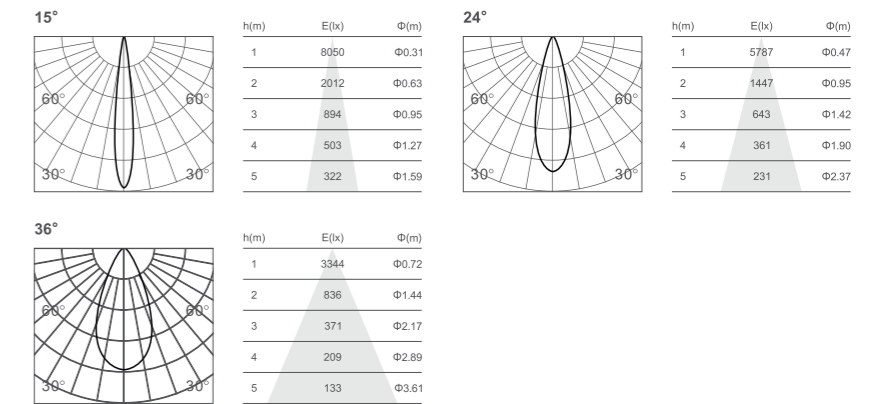 15°
60° 60°
30° 30°
h(m) E(lx) Φ(m)
1 8050 Φ0.31
2 2012 Φ0.63
3 894 Φ0.95
4 503 Φ1.27
5 322 Φ1.59
24°
60° 60°
30° 30°
h(m) E(lx) Φ(m)
1 5787 Φ0.47
2 1447 Φ0.95
3 643 Φ1.42
4 361 Φ1.90
5 231 Φ2.37
36°
60° 60°
30° 30°
h(m) E(lx) Φ(m)
1 3344 Φ0.72
2 836 Φ1.44
3 371 Φ2.17
4 209 Φ2.89
5 133 Φ3.61